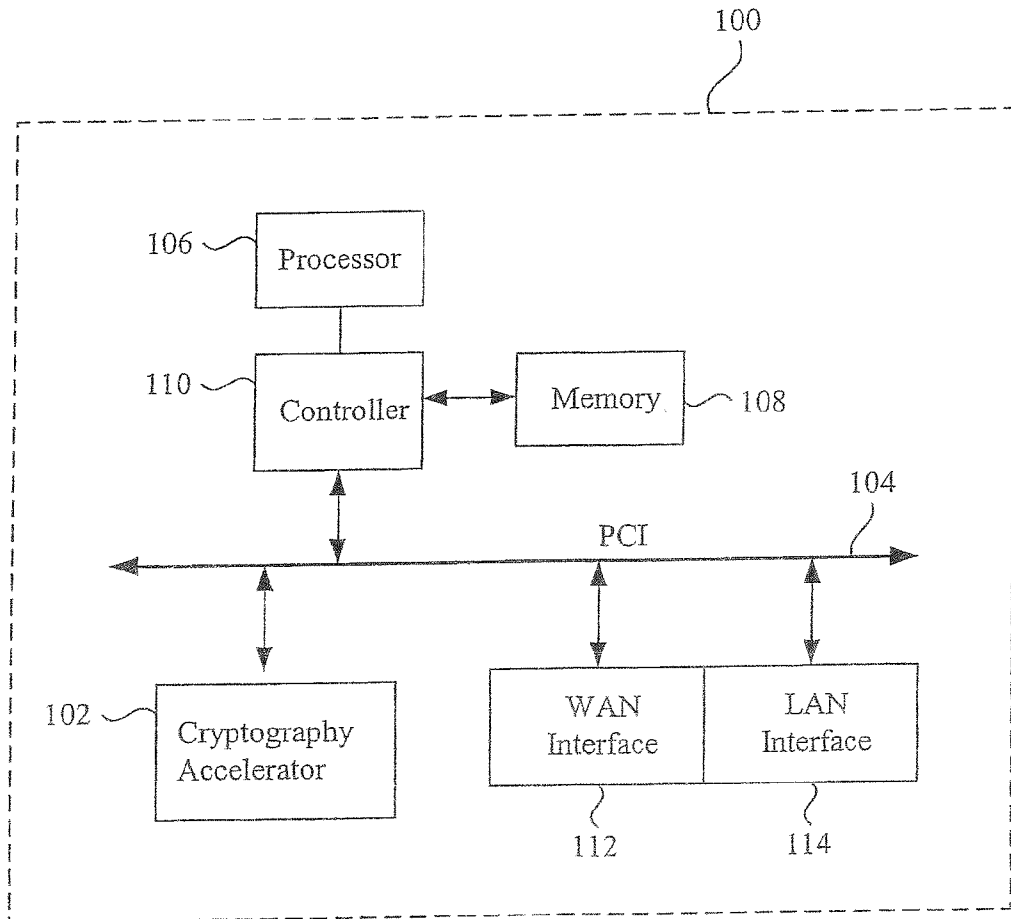 100
106
Processor
110
Controller
Memory
108
104
PCI
102
Cryptography
Accelerator
WAN
Interface
LAN
Interface
112
114